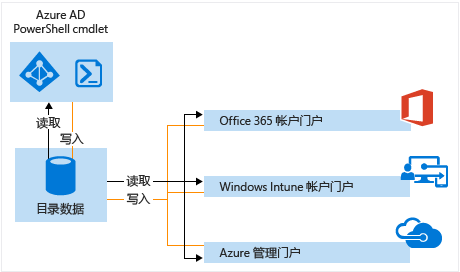 Azure AD
PowerShell cmdlet
读取
写入
目录数据
读取
写入
Office 365 帐户门户
Windows Intune 帐户门户
Azure 管理门户